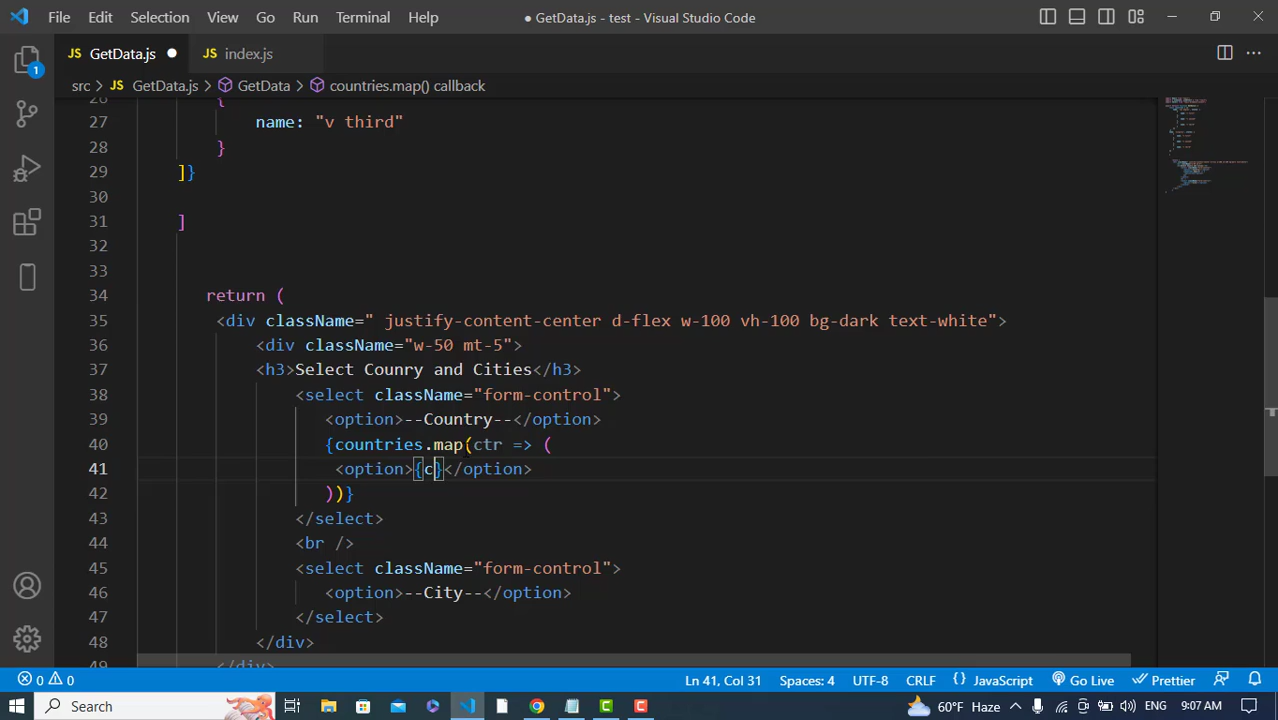 File Edit Selection View Go Run Terminal Help ● GetData.js - test - Visual Studio Code
JS GetData.js ● JS index.js
src > JS GetData.js > GetData > countries.map() callback
26 {
27 name: "v third"
28 }
29 ]}
30
31 ]
32
33
34 return (
35 <div className=" justify-content-center d-flex w-100 vh-100 bg-dark text-white">
36 <div className="w-50 mt-5">
37 <h3>Select Counry and Cities</h3>
38 <select className="form-control">
39 <option>--Country--</option>
40 {countries.map(ctr => (
41 <option>{c}</option>
42 ))}
43 </select>
44 <br />
45 <select className="form-control">
46 <option>--City--</option>
47 </select>
48 </div>
49 </div>
1
0 0 Ln 41, Col 31 Spaces: 4 UTF-8 CRLF {} JavaScript Go Live Prettier
Search 60°F Haze ENG 9:07 AM